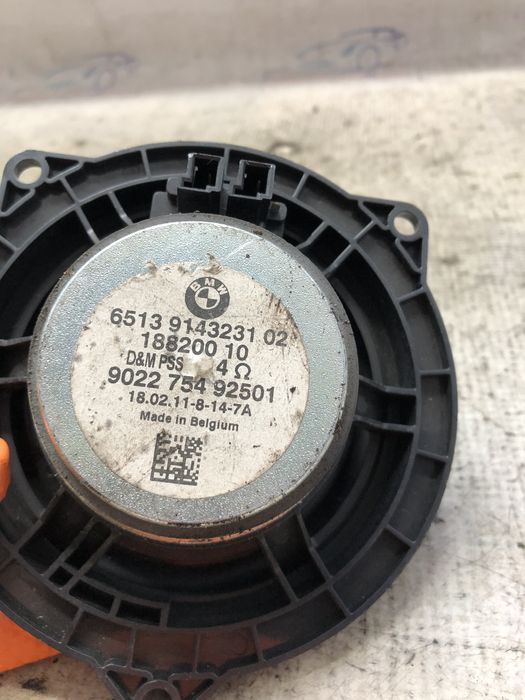 BMW
6513 9143231 02
188200 10
D&M PSS 4 Ω
9022 754 92501
18.02.11-8-14-7A
Made in Belgium